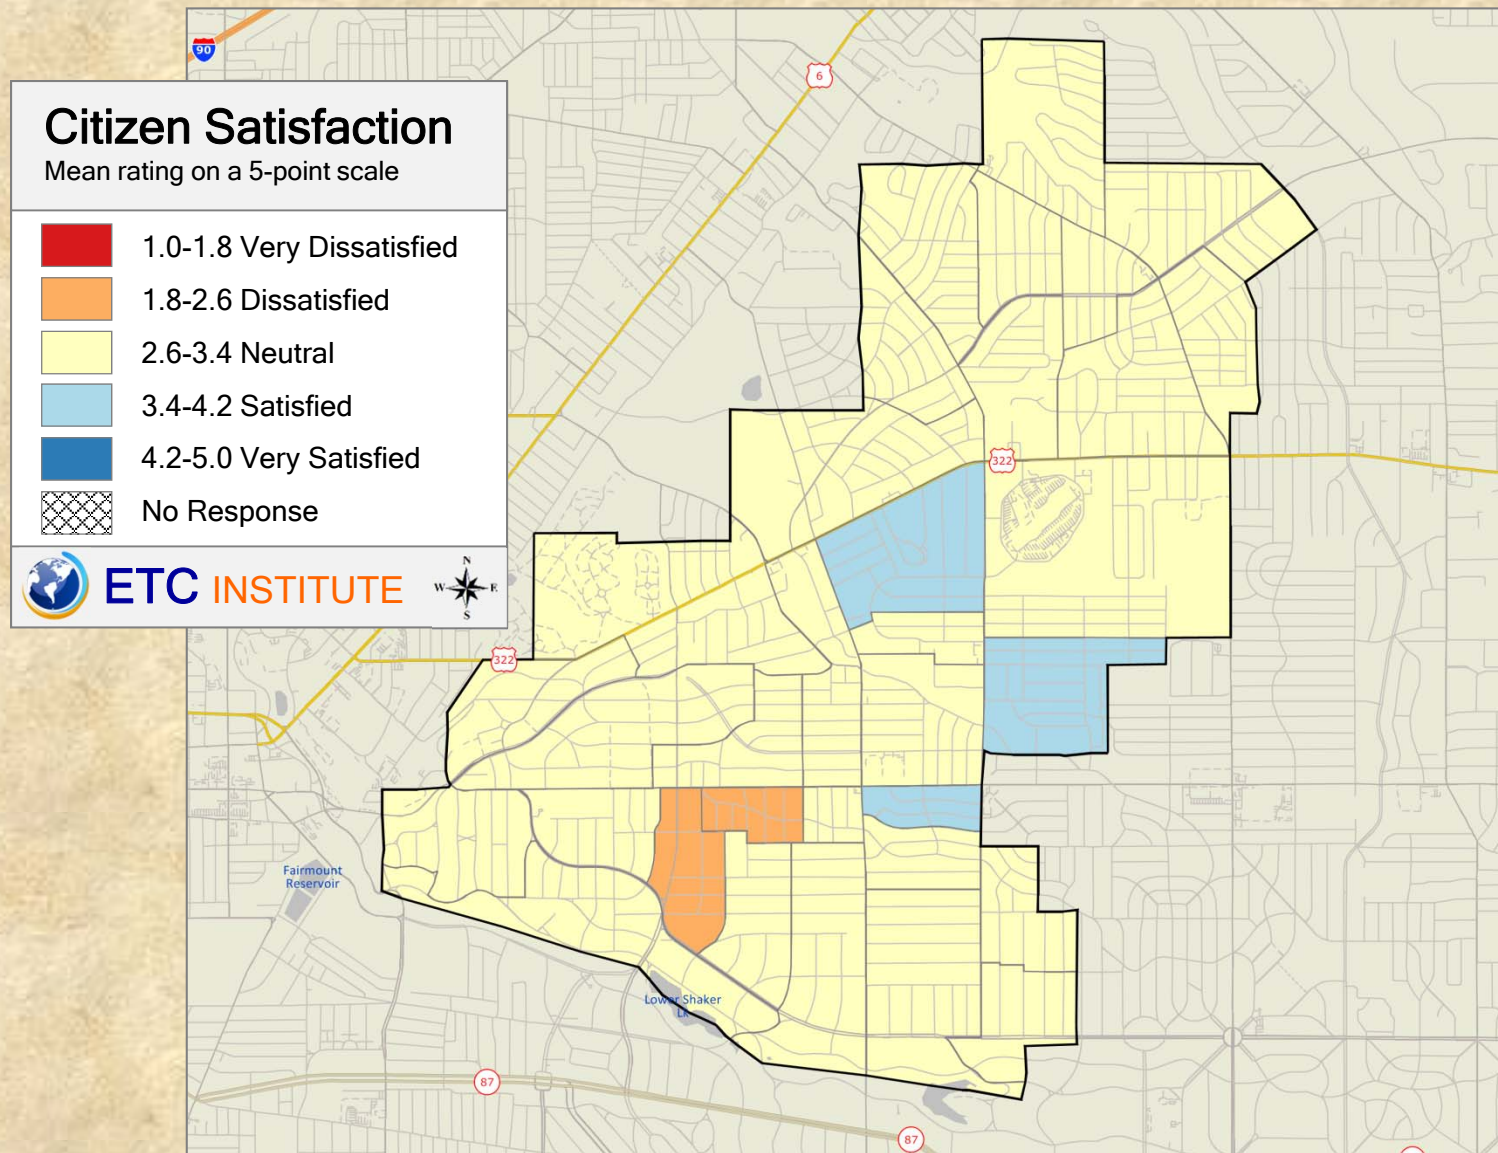 90
6
Citizen Satisfaction
Mean rating on a 5-point scale
1.0-1.8 Very Dissatisfied
1.8-2.6 Dissatisfied
2.6-3.4 Neutral
3.4-4.2 Satisfied
4.2-5.0 Very Satisfied
No Response
ETC INSTITUTE
N
W E
S
322
322
Fairmount
Reservoir
Lower Shaker
Lk
87
87